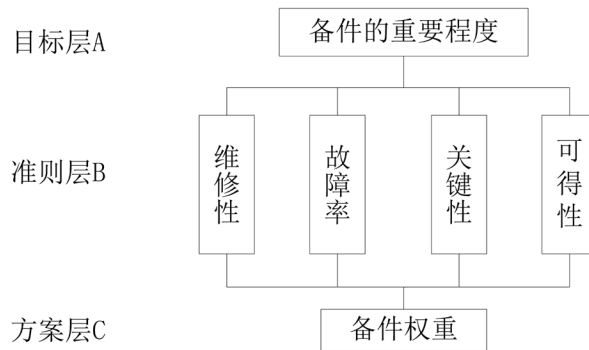 目标层A
备件的重要程度
准则层B
维修性
故障率
关键性
可得性
方案层C
备件权重